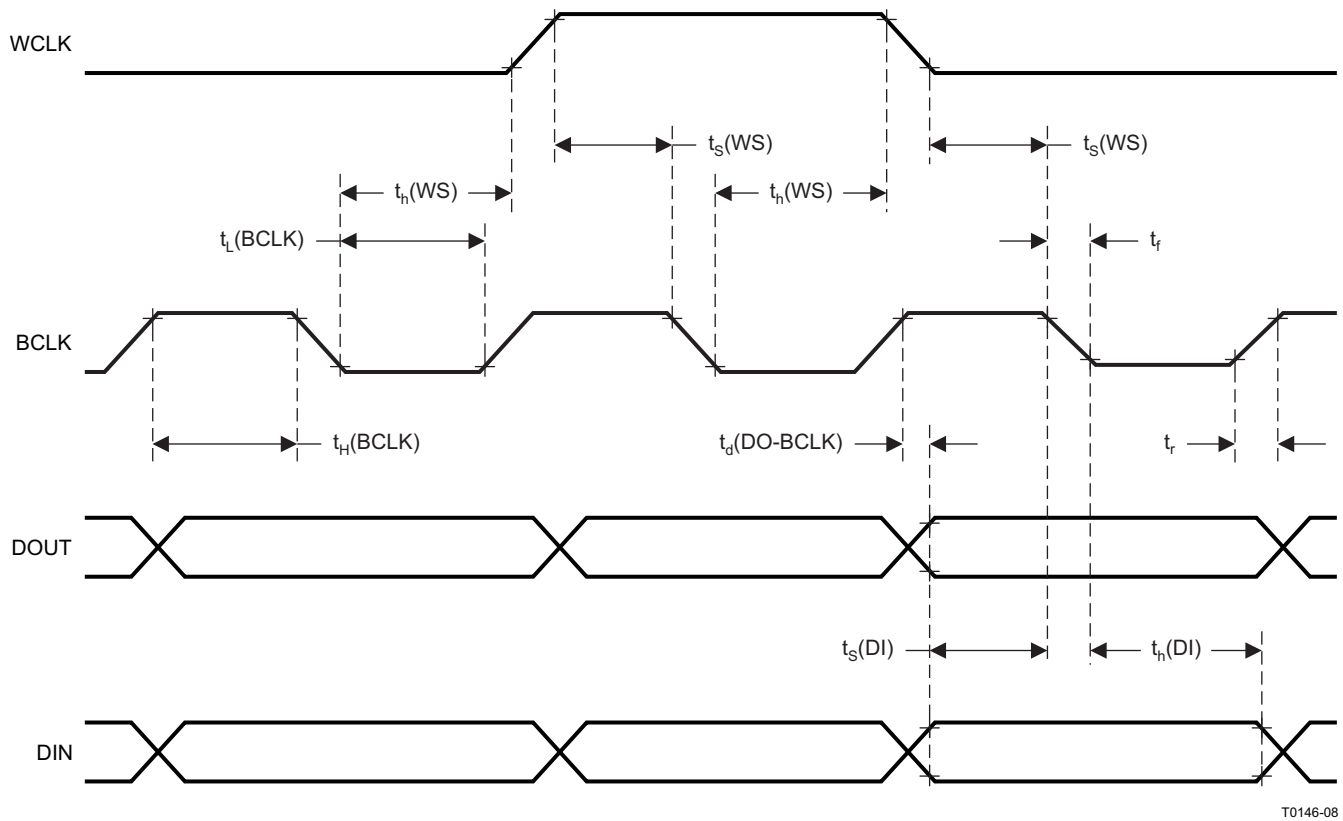 WCLK
tS(WS)
tS(WS)
th(WS)
th(WS)
tL(BCLK)
tf
BCLK
tH(BCLK)
td(DO-BCLK)
tr
DOUT
tS(DI)
th(DI)
DIN
T0146-08